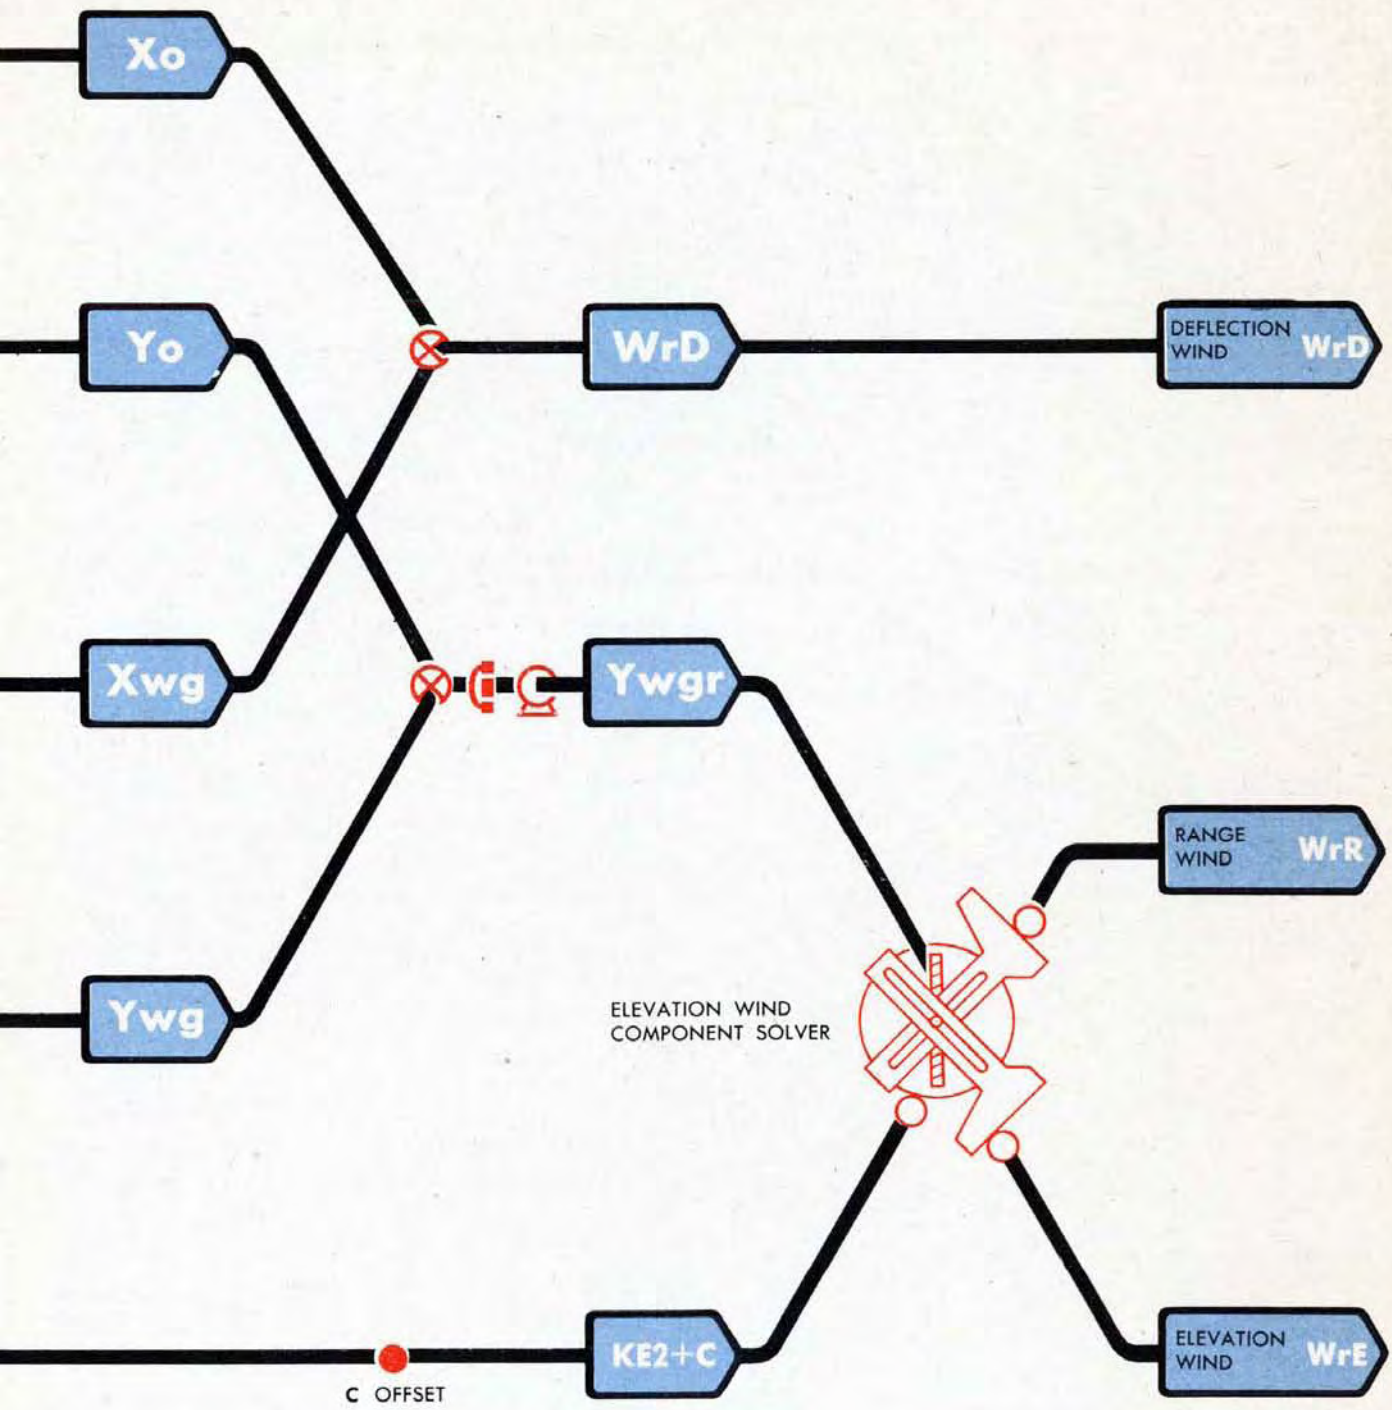 Xo
Yo
WrD
DEFLECTION
WIND WrD
Xwg
Ywgr
RANGE
WIND WrR
Ywg
ELEVATION WIND
COMPONENT SOLVER
KE2+C
ELEVATION
WIND WrE
C OFFSET